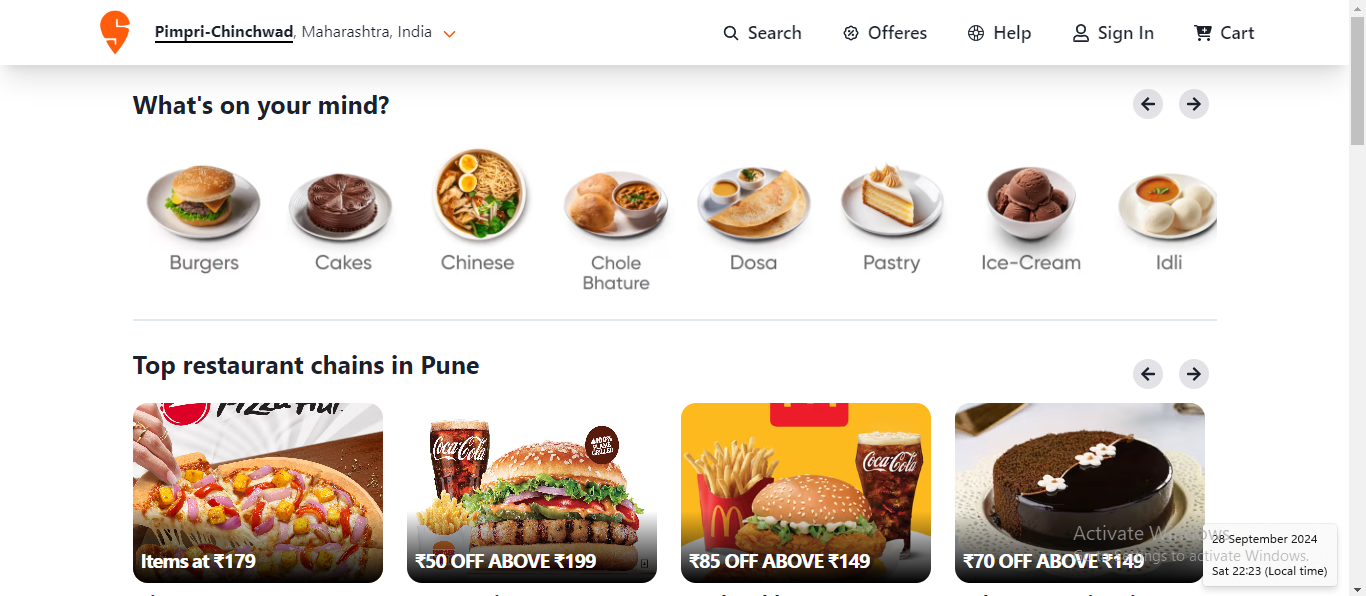 Pimpri-Chinchwad, Maharashtra, India
Search
Offeres
Help
Sign In
Cart
What's on your mind?
Burgers
Cakes
Chinese
Chole
Bhature
Dosa
Pastry
Ice-Cream
Idli
Top restaurant chains in Pune
Pizza Hut
Coca-Cola
100%
FLAME
GRILLED
Coca-Cola
Items at ₹179
₹50 OFF ABOVE ₹199
₹85 OFF ABOVE ₹149
₹70 OFF ABOVE ₹149
Activate Windows
settings to activate Windows.
28 September 2024
Sat 22:23 (Local time)